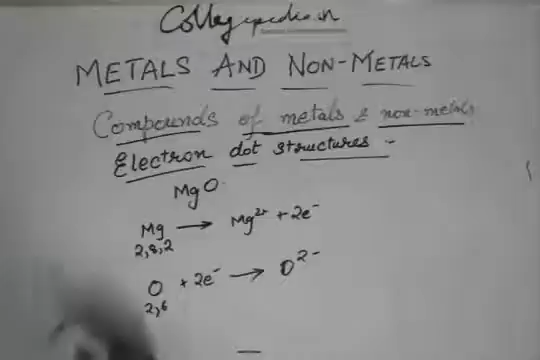 Collegepedia.in
METALS AND NON-METALS
Compounds of metals & non-metals
Electron dot structures -
MgO.
Mg → Mg²⁺ + 2e⁻
2,8,2
O + 2e⁻ → O²⁻
2,6